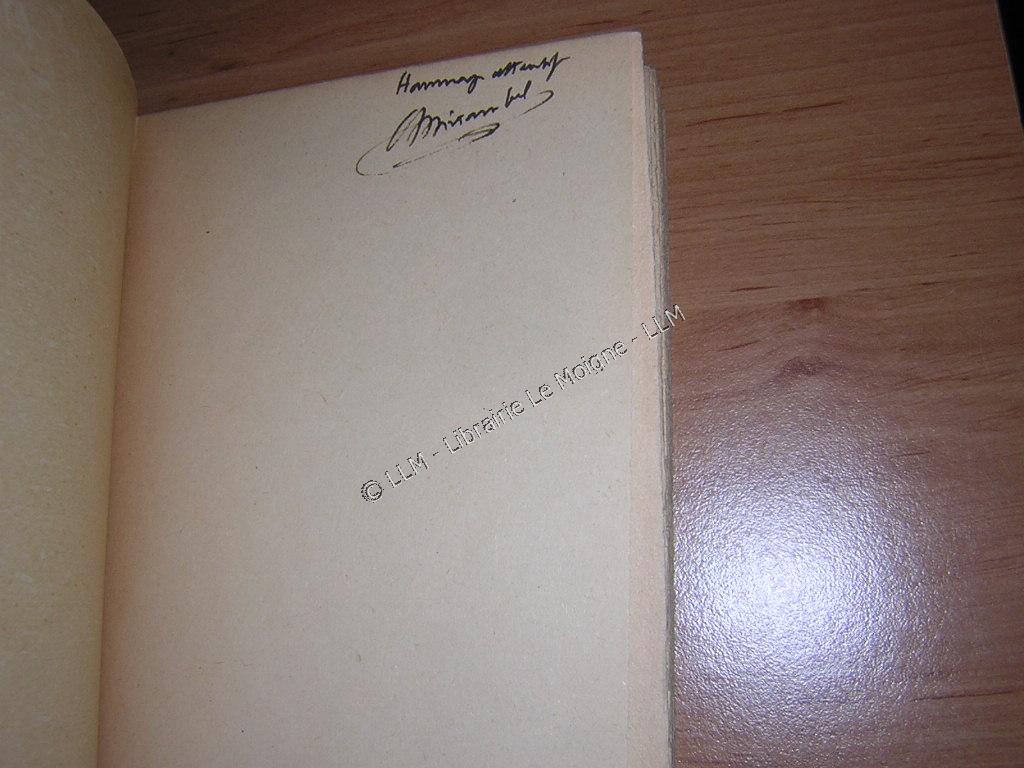 Hommage attentif
Mirambel
© LLM - Librairie Le Moigne - LLM